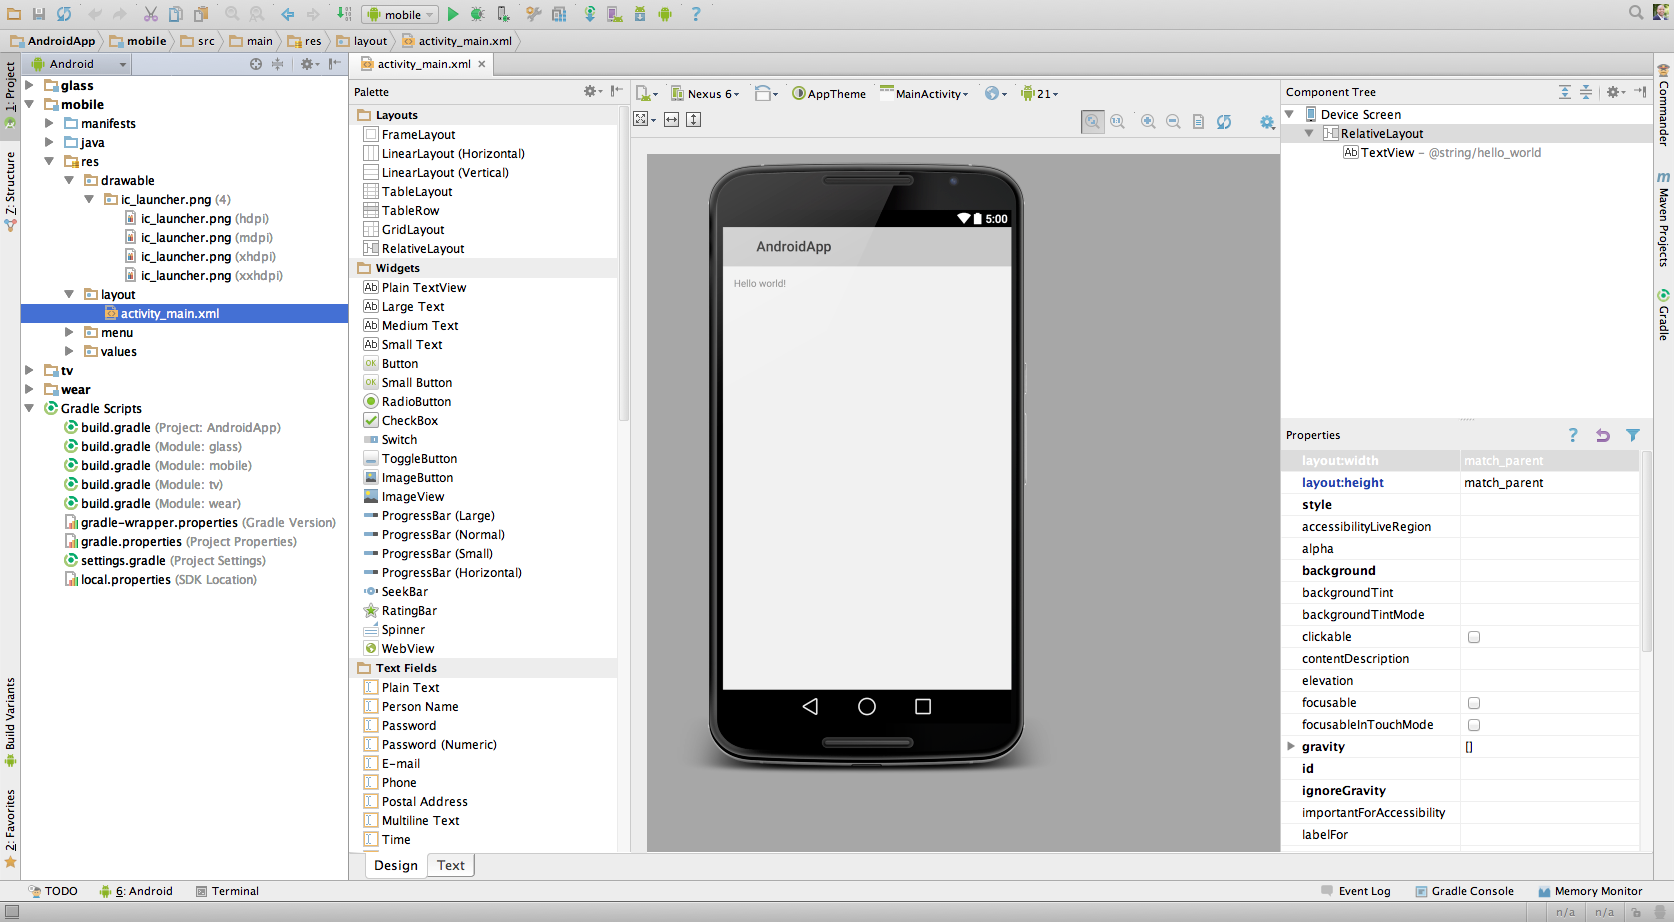 mobile
AndroidApp
mobile
src
main
res
layout
activity_main.xml
Android
activity_main.xml
1: Project
Z: Structure
Build Variants
2: Favorites
glass
mobile
manifests
java
res
drawable
ic_launcher.png (4)
ic_launcher.png (hdpi)
ic_launcher.png (mdpi)
ic_launcher.png (xhdpi)
ic_launcher.png (xxhdpi)
layout
activity_main.xml
menu
values
tv
wear
Gradle Scripts
build.gradle (Project: AndroidApp)
build.gradle (Module: glass)
build.gradle (Module: mobile)
build.gradle (Module: tv)
build.gradle (Module: wear)
gradle-wrapper.properties (Gradle Version)
gradle.properties (Project Properties)
settings.gradle (Project Settings)
local.properties (SDK Location)
Palette
Layouts
FrameLayout
LinearLayout (Horizontal)
LinearLayout (Vertical)
TableLayout
TableRow
GridLayout
RelativeLayout
Widgets
Ab Plain TextView
Ab Large Text
Ab Medium Text
Ab Small Text
OK Button
OK Small Button
RadioButton
CheckBox
Switch
ToggleButton
ImageButton
ImageView
ProgressBar (Large)
ProgressBar (Normal)
ProgressBar (Small)
ProgressBar (Horizontal)
SeekBar
RatingBar
Spinner
WebView
Text Fields
Plain Text
Person Name
Password
Password (Numeric)
E-mail
Phone
Postal Address
Multiline Text
Time
Design
Text
Nexus 6
AppTheme
MainActivity
21
5:00
AndroidApp
Hello world!
Component Tree
Device Screen
RelativeLayout
Ab TextView - @string/hello_world
Properties
?
layout:width match_parent
layout:height match_parent
style
accessibilityLiveRegion
alpha
background
backgroundTint
backgroundTintMode
clickable
contentDescription
elevation
focusable
focusableInTouchMode
gravity []
id
ignoreGravity
importantForAccessibility
labelFor
Commander
m Maven Projects
Gradle
TODO
6: Android
Terminal
Event Log
Gradle Console
Memory Monitor
n/a
n/a